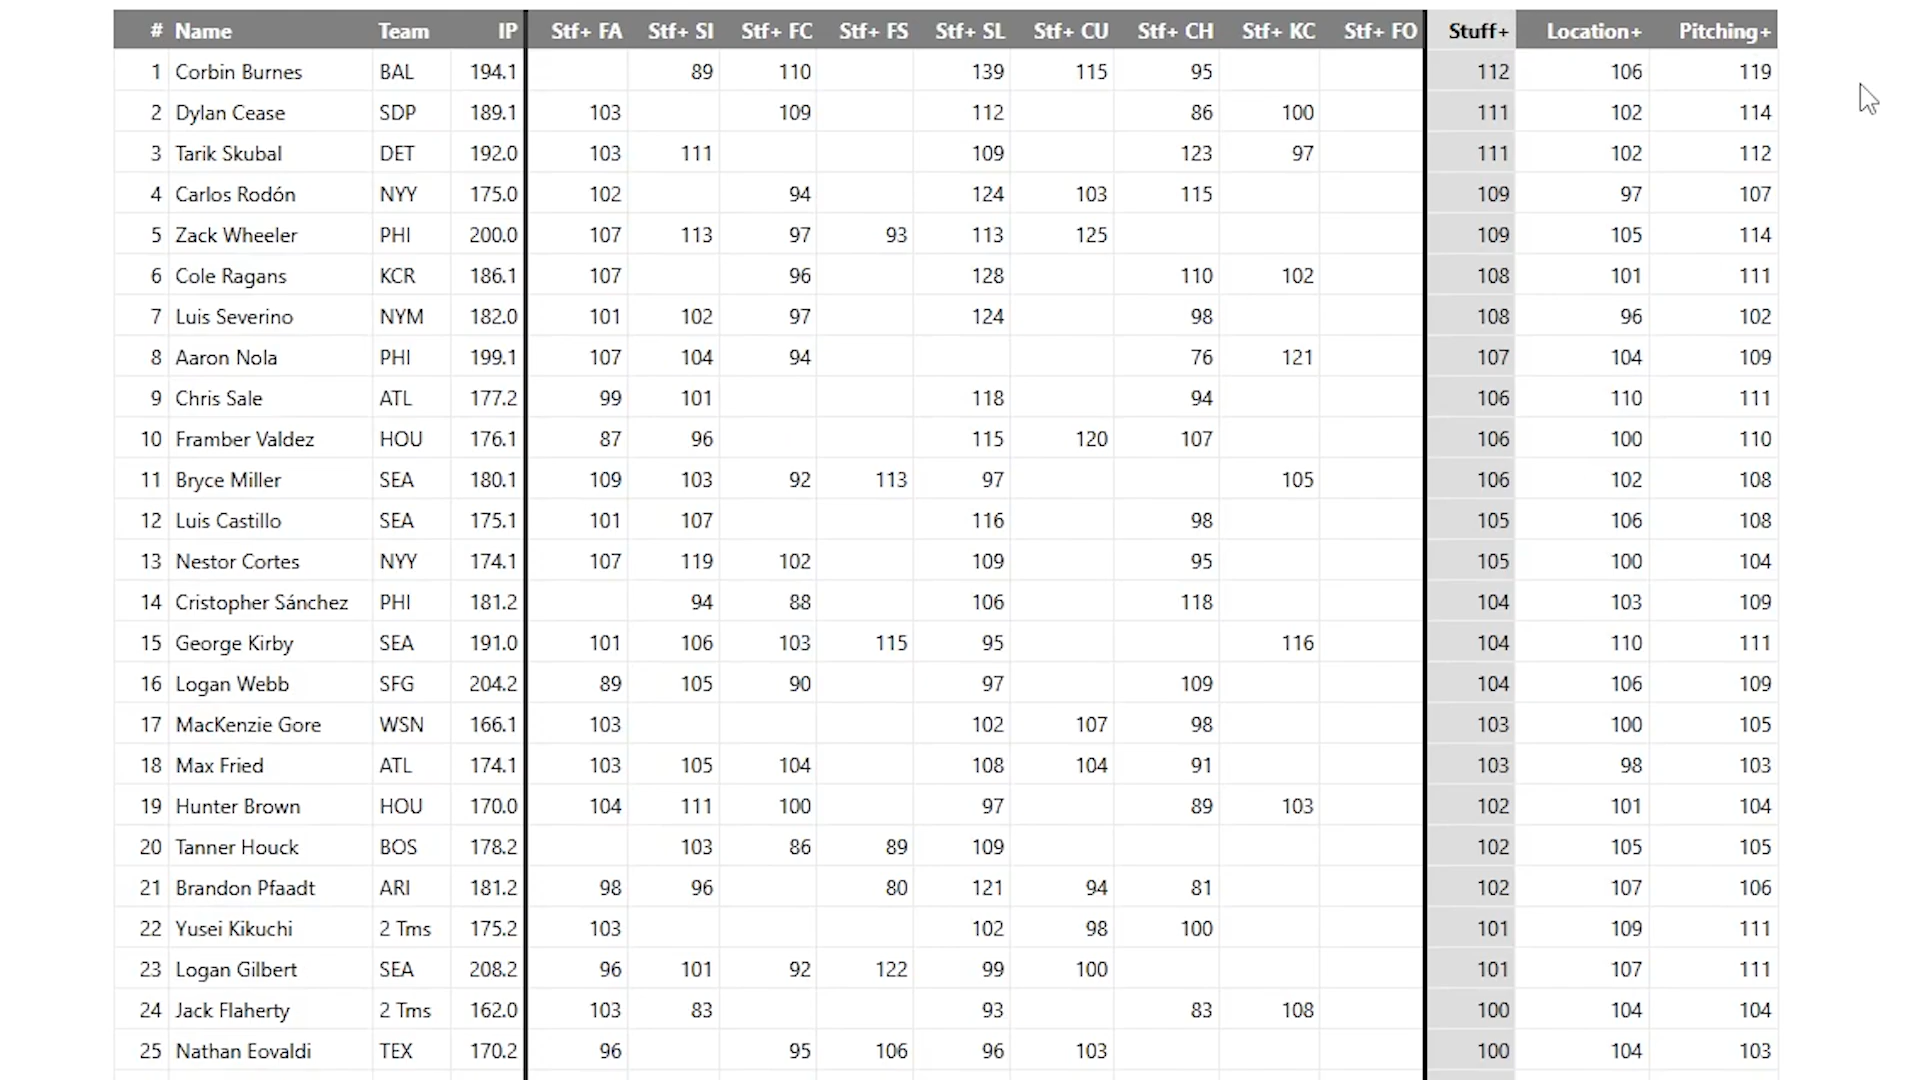 # Name Team IP Stf+ FA Stf+ SI Stf+ FC Stf+ FS Stf+ SL Stf+ CU Stf+ CH Stf+ KC Stf+ FO Stuff+ Location+ Pitching+
1 Corbin Burnes BAL 194.1 89 110 139 115 95 112 106 119
2 Dylan Cease SDP 189.1 103 109 112 86 100 111 102 114
3 Tarik Skubal DET 192.0 103 111 109 123 97 111 102 112
4 Carlos Rodón NYY 175.0 102 94 124 103 115 109 97 107
5 Zack Wheeler PHI 200.0 107 113 97 93 113 125 109 105 114
6 Cole Ragans KCR 186.1 107 96 128 110 102 108 101 111
7 Luis Severino NYM 182.0 101 102 97 124 98 108 96 102
8 Aaron Nola PHI 199.1 107 104 94 76 121 107 104 109
9 Chris Sale ATL 177.2 99 101 118 94 106 110 111
10 Framber Valdez HOU 176.1 87 96 115 120 107 106 100 110
11 Bryce Miller SEA 180.1 109 103 92 113 97 105 106 102 108
12 Luis Castillo SEA 175.1 101 107 116 98 105 106 108
13 Nestor Cortes NYY 174.1 107 119 102 109 95 105 100 104
14 Cristopher Sánchez PHI 181.2 94 88 106 118 104 103 109
15 George Kirby SEA 191.0 101 106 103 115 95 116 104 110 111
16 Logan Webb SFG 204.2 89 105 90 97 109 104 106 109
17 MacKenzie Gore WSN 166.1 103 102 107 98 103 100 105
18 Max Fried ATL 174.1 103 105 104 108 104 91 103 98 103
19 Hunter Brown HOU 170.0 104 111 100 97 89 103 102 101 104
20 Tanner Houck BOS 178.2 103 86 89 109 102 105 105
21 Brandon Pfaadt ARI 181.2 98 96 80 121 94 81 102 107 106
22 Yusei Kikuchi 2 Tms 175.2 103 102 98 100 101 109 111
23 Logan Gilbert SEA 208.2 96 101 92 122 99 100 101 107 111
24 Jack Flaherty 2 Tms 162.0 103 83 93 83 108 100 104 104
25 Nathan Eovaldi TEX 170.2 96 95 106 96 103 100 104 103